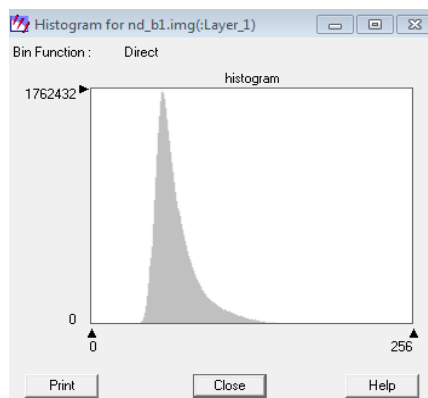 Histogram for nd_b1.img(:Layer_1)
Bin Function : Direct
histogram
1762432
0
0 256
Print Close Help